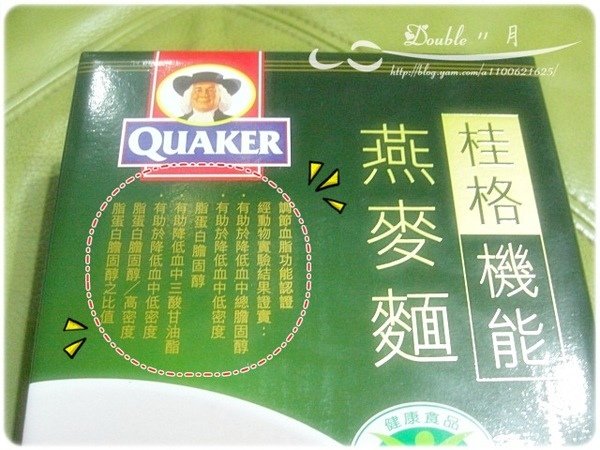 Double 〃 月
http://blog.yam.com/a1100621625/
QUAKER
桂格機能
燕麥麵
調節血脂功能認證
經動物實驗結果證實：
．有助於降低血中總膽固醇
．有助於降低血中低密度
脂蛋白膽固醇
．有助降低血中三酸甘油酯
．有助於降低血中低密度
脂蛋白膽固醇／高密度
脂蛋白膽固醇之比值
健康食品